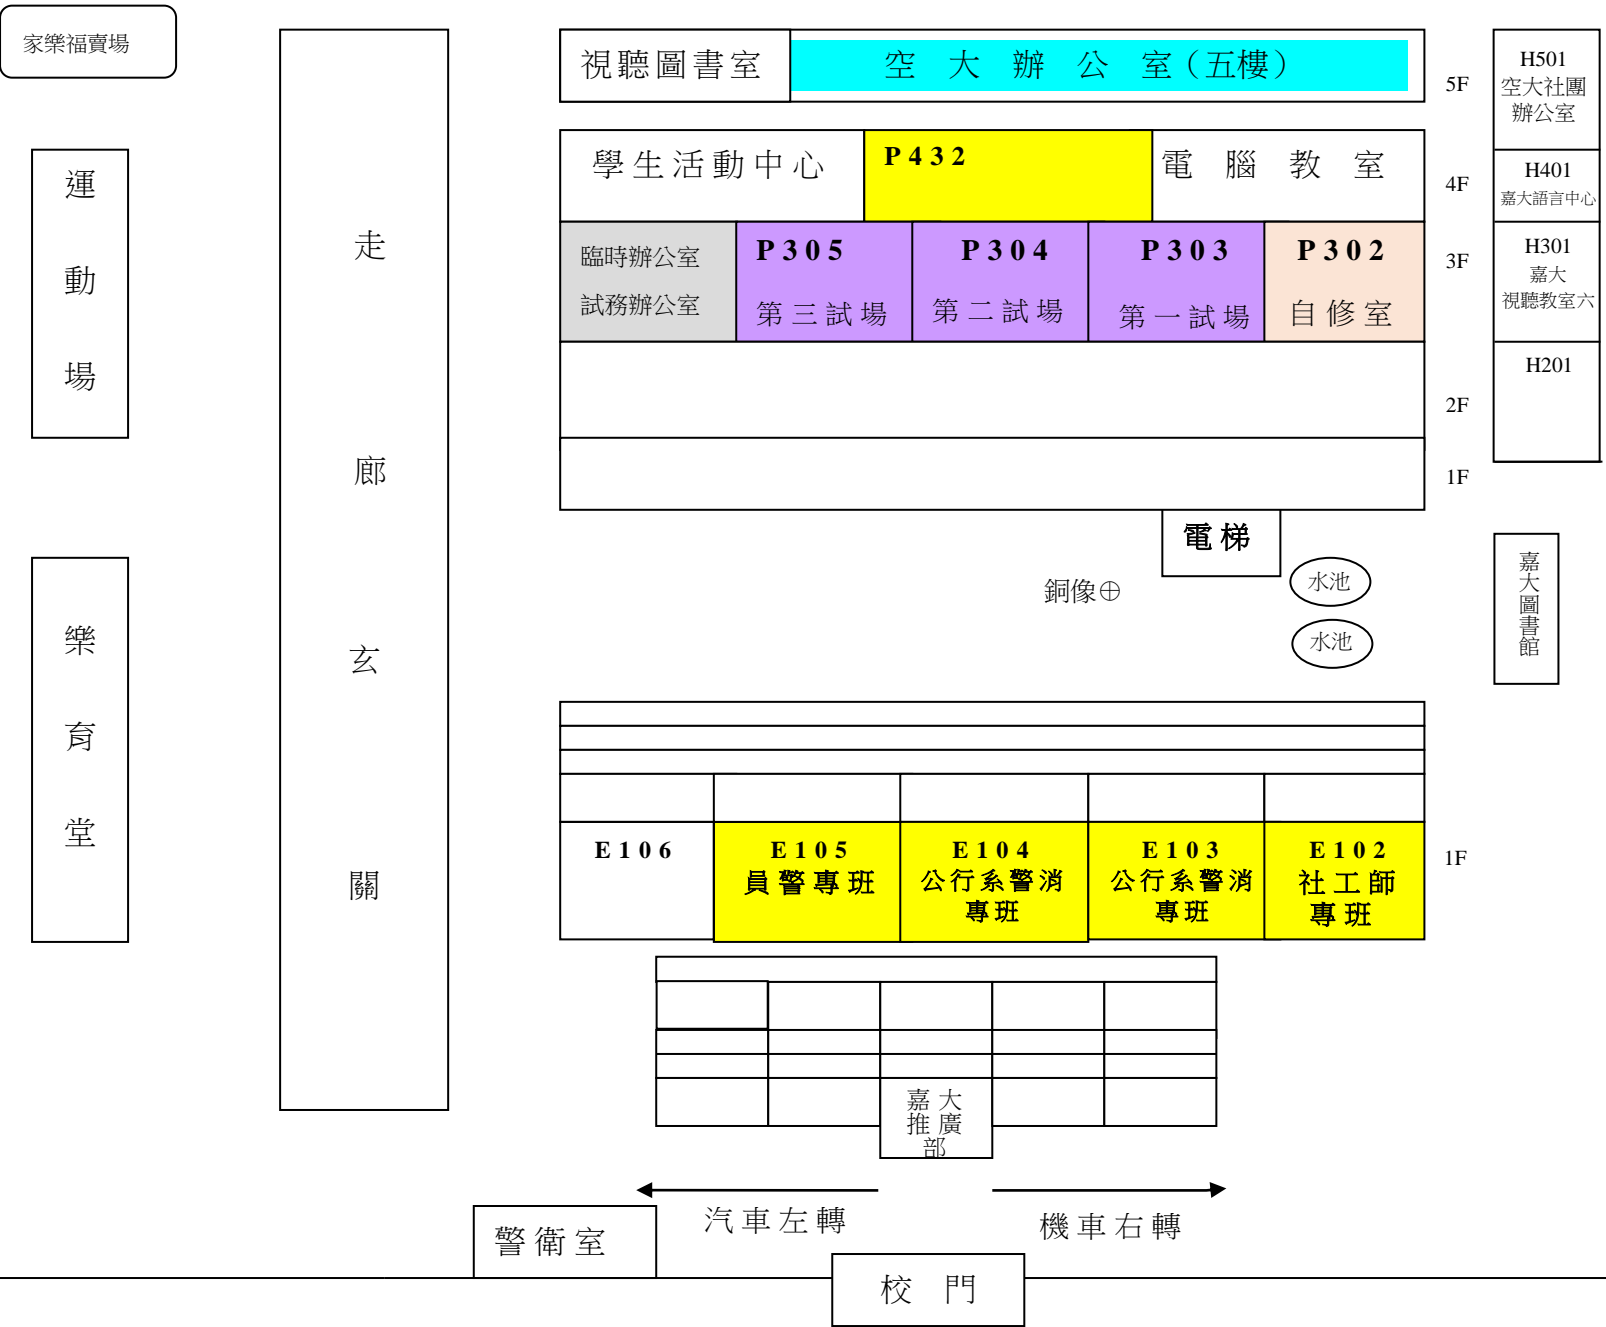 家樂福賣場
視聽圖書室
空 大 辦 公 室（五樓）
5F
H501
空大社團
辦公室
學生活動中心
P432
電 腦 教 室
4F
H401
嘉大語言中心
臨時辦公室
試務辦公室
P305
第三試場
P304
第二試場
P303
第一試場
P302
自修室
3F
H301
嘉大
視聽教室六
2F
H201
1F
運
動
場
走
廊
玄
關
電梯
銅像⊕
水池
水池
嘉
大
圖
書
館
樂
育
堂
E106
E105
員警專班
E104
公行系警消
專班
E103
公行系警消
專班
E102
社工師
專班
1F
嘉大
推廣
部
汽車左轉
機車右轉
警衛室
校 門